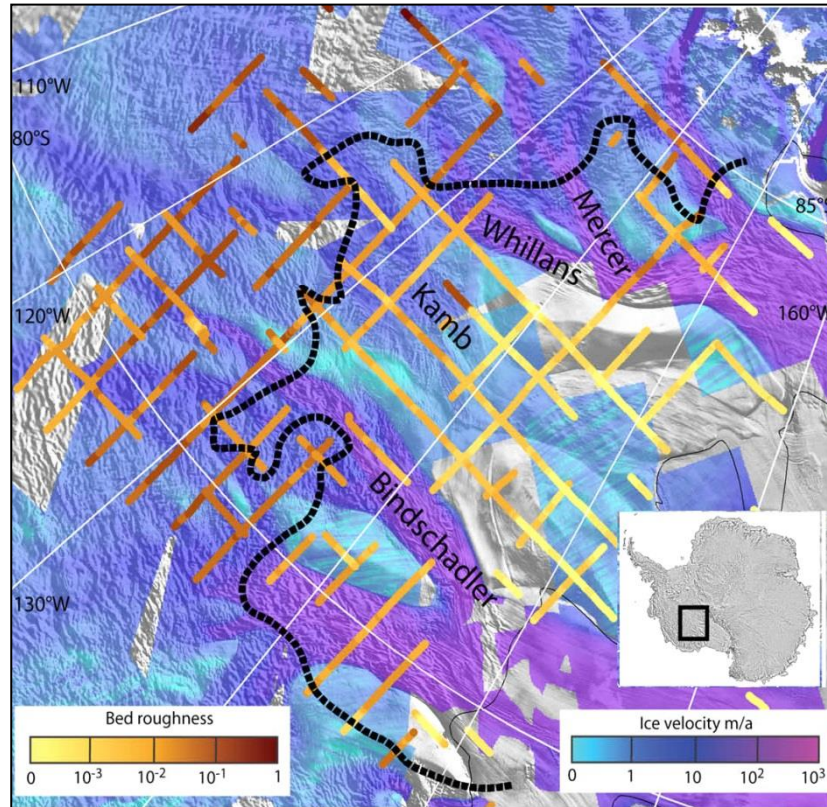 110°W
80°S
85°
120°W
160°W
130°W
Whillans
Mercer
Kamb
Bindschadler
Bed roughness
0 10⁻³ 10⁻² 10⁻¹ 1
Ice velocity m/a
0 1 10 10² 10³